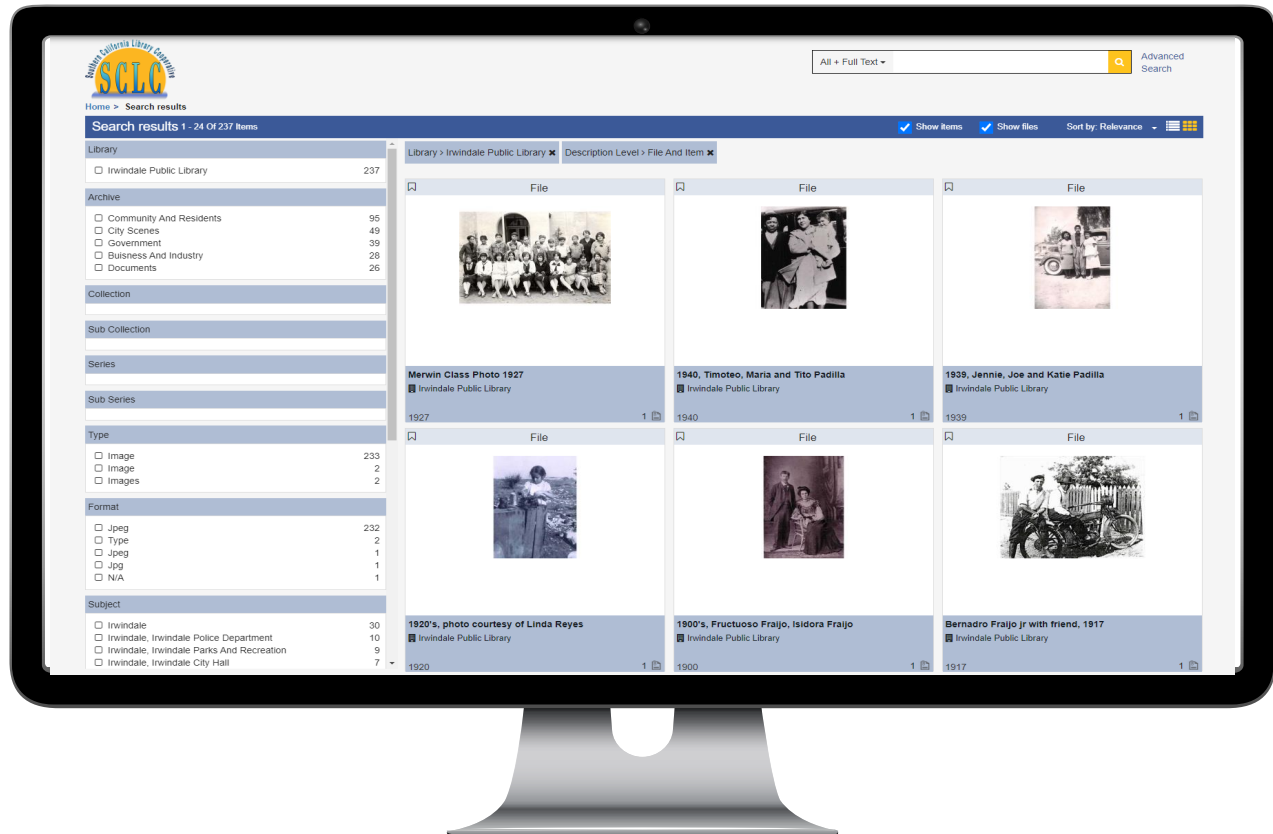 Southern California Library Cooperative
SCLC
All + Full Text
Advanced
Search
Home > Search results
Search results 1 - 24 Of 237 Items
Show items
Show files
Sort by: Relevance
Library
Irwindale Public Library 237
Archive
Community And Residents 95
City Scenes 49
Government 39
Buisness And Industry 28
Documents 26
Collection
Sub Collection
Series
Sub Series
Type
Image 233
Image 2
Images 2
Format
Jpeg 232
Type 2
Jpeg 1
Jpg 1
N/A 1
Subject
Irwindale 30
Irwindale, Irwindale Police Department 10
Irwindale, Irwindale Parks And Recreation 9
Irwindale, Irwindale City Hall 7
Library > Irwindale Public Library ✖ Description Level > File And Item ✖
File
Merwin Class Photo 1927
Irwindale Public Library
1927 1
File
1940, Timoteo, Maria and Tito Padilla
Irwindale Public Library
1940 1
File
1939, Jennie, Joe and Katie Padilla
Irwindale Public Library
1939 1
File
1920's, photo courtesy of Linda Reyes
Irwindale Public Library
1920 1
File
1900's, Fructuoso Fraijo, Isidora Fraijo
Irwindale Public Library
1900 1
File
Bernadro Fraijo jr with friend, 1917
Irwindale Public Library
1917 1